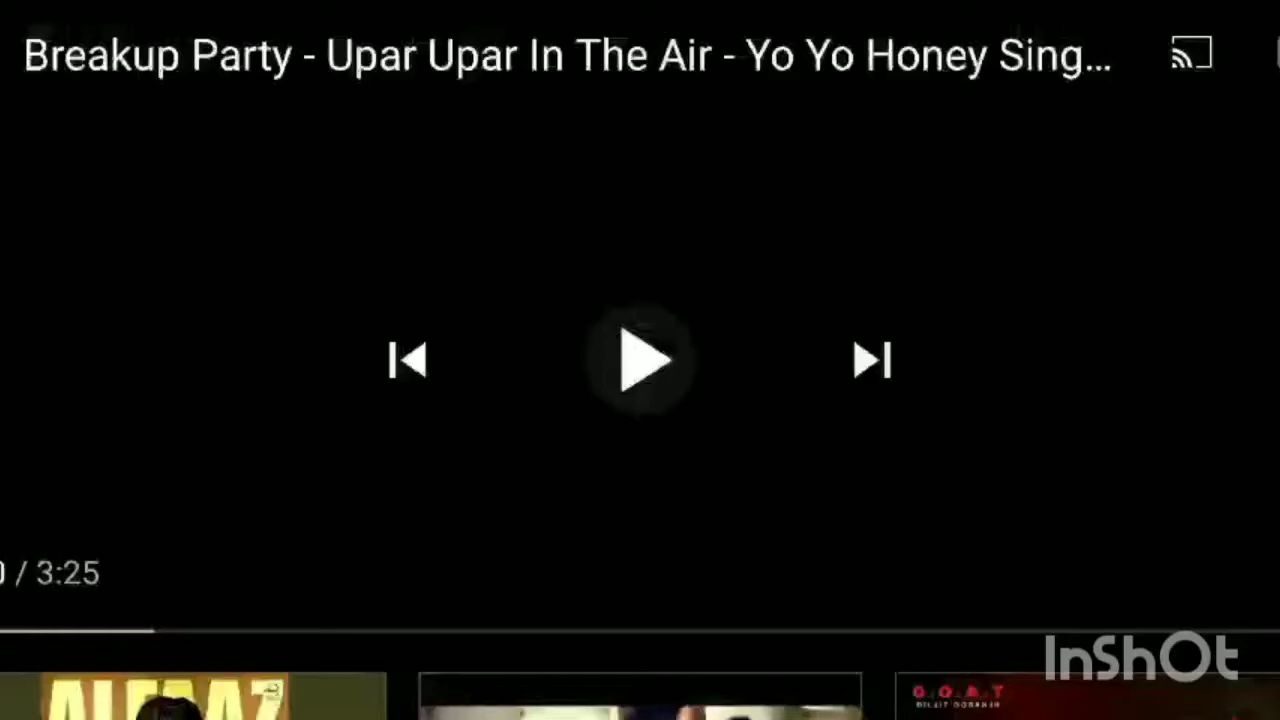 Breakup Party - Upar Upar In The Air - Yo Yo Honey Sing...
/ 3:25
InShOt
G.O.A.T